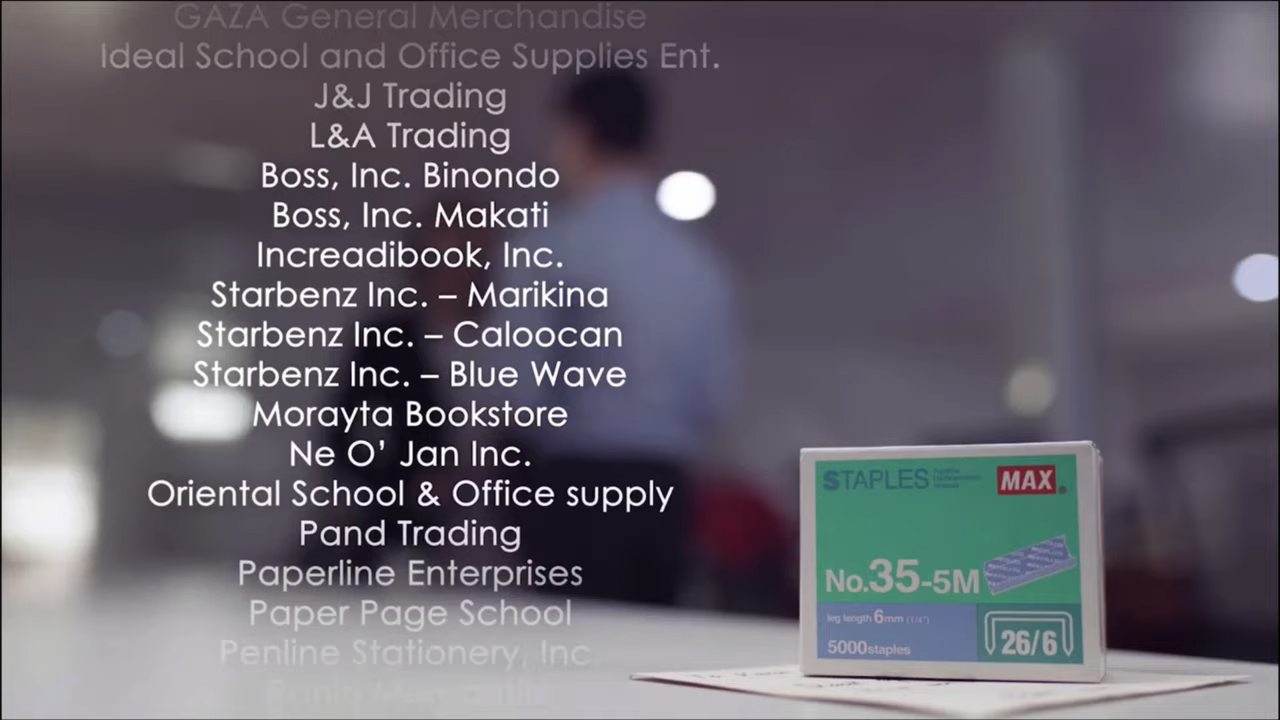 GAZA General Merchandise
Ideal School and Office Supplies Ent.
J&J Trading
L&A Trading
Boss, Inc. Binondo
Boss, Inc. Makati
Increadibook, Inc.
Starbenz Inc. – Marikina
Starbenz Inc. – Caloocan
Starbenz Inc. – Blue Wave
Morayta Bookstore
Ne O’ Jan Inc.
Oriental School & Office supply
Pand Trading
Paperline Enterprises
Paper Page School
Penline Stationery, Inc.
STAPLES
MAX
No.35-5M
leg length 6mm (1/4")
26/6
5000staples